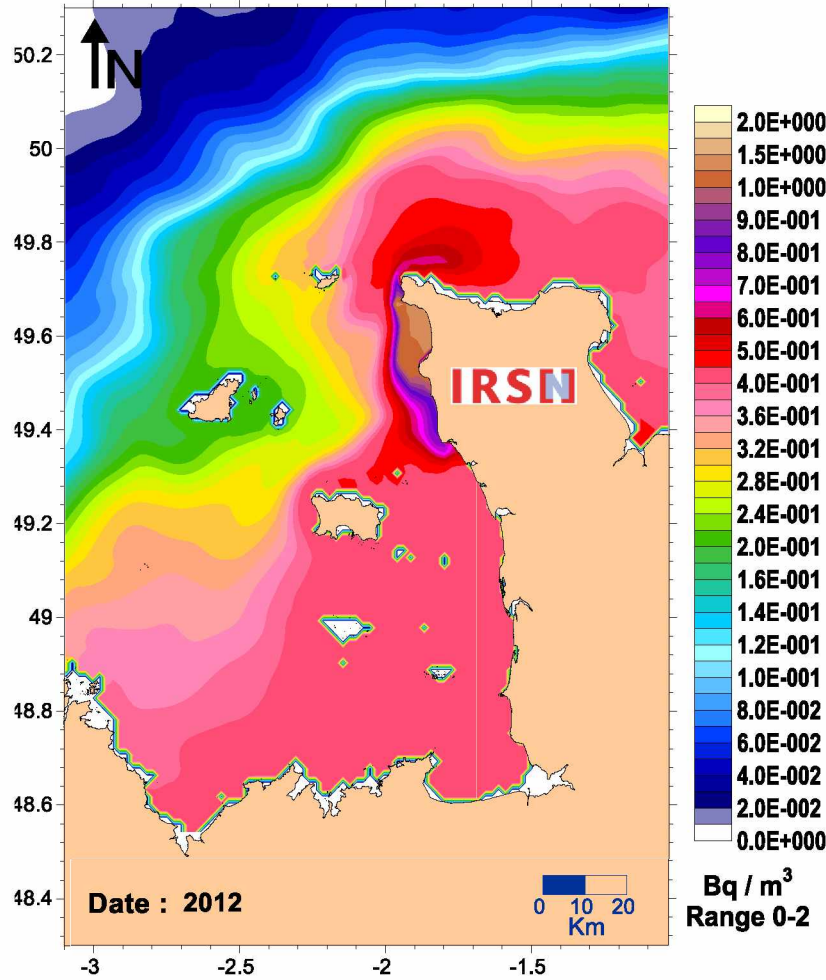 N
50.2
50
49.8
49.6
49.4
49.2
49
48.8
48.6
48.4
-3
-2.5
-2
-1.5
IRSN
Date : 2012
0 10 20
Km
2.0E+000
1.5E+000
1.0E+000
9.0E-001
8.0E-001
7.0E-001
6.0E-001
5.0E-001
4.0E-001
3.6E-001
3.2E-001
2.8E-001
2.4E-001
2.0E-001
1.6E-001
1.4E-001
1.2E-001
1.0E-001
8.0E-002
6.0E-002
4.0E-002
2.0E-002
0.0E+000
Bq / m³
Range 0-2